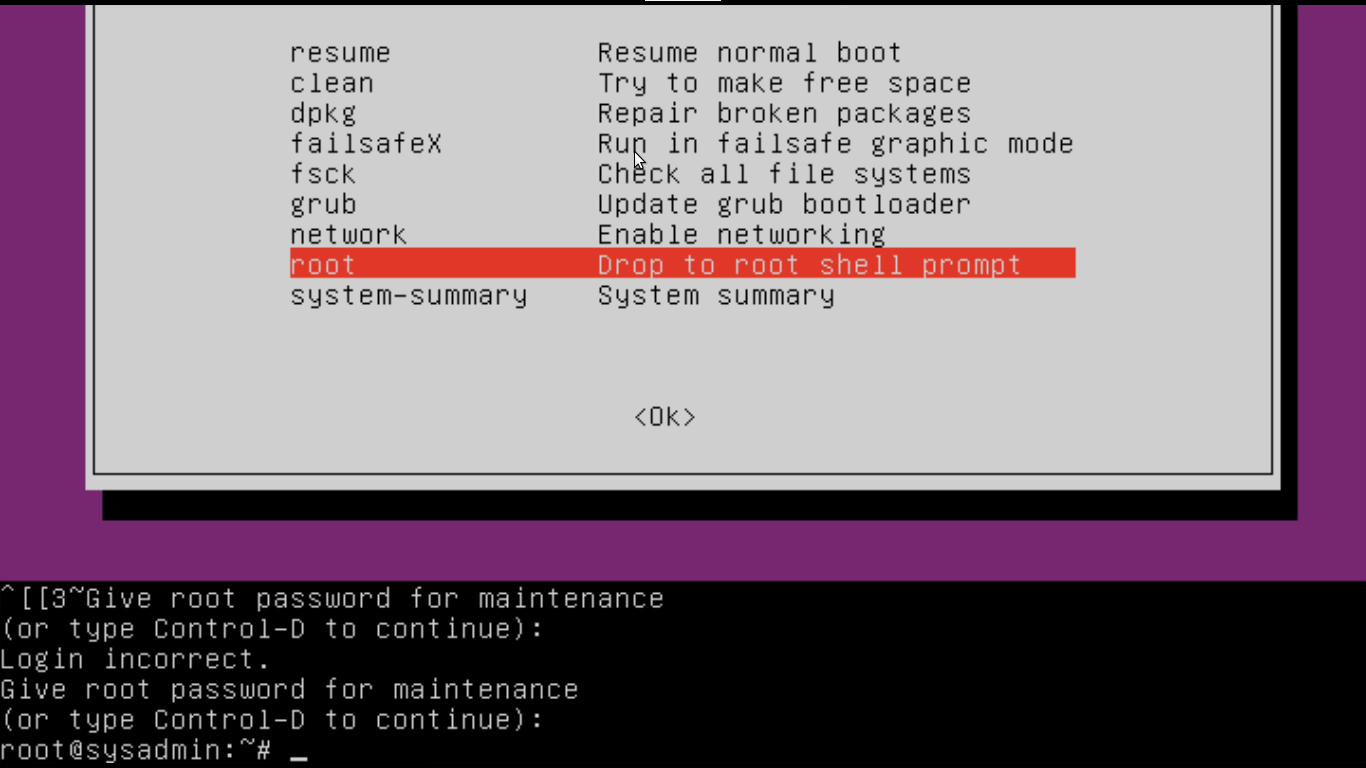 resume Resume normal boot
clean Try to make free space
dpkg Repair broken packages
failsafeX Run in failsafe graphic mode
fsck Check all file systems
grub Update grub bootloader
network Enable networking
root Drop to root shell prompt
system-summary System summary
<Ok>
^[[3~Give root password for maintenance
(or type Control-D to continue):
Login incorrect.
Give root password for maintenance
(or type Control-D to continue):
root@sysadmin:~# _